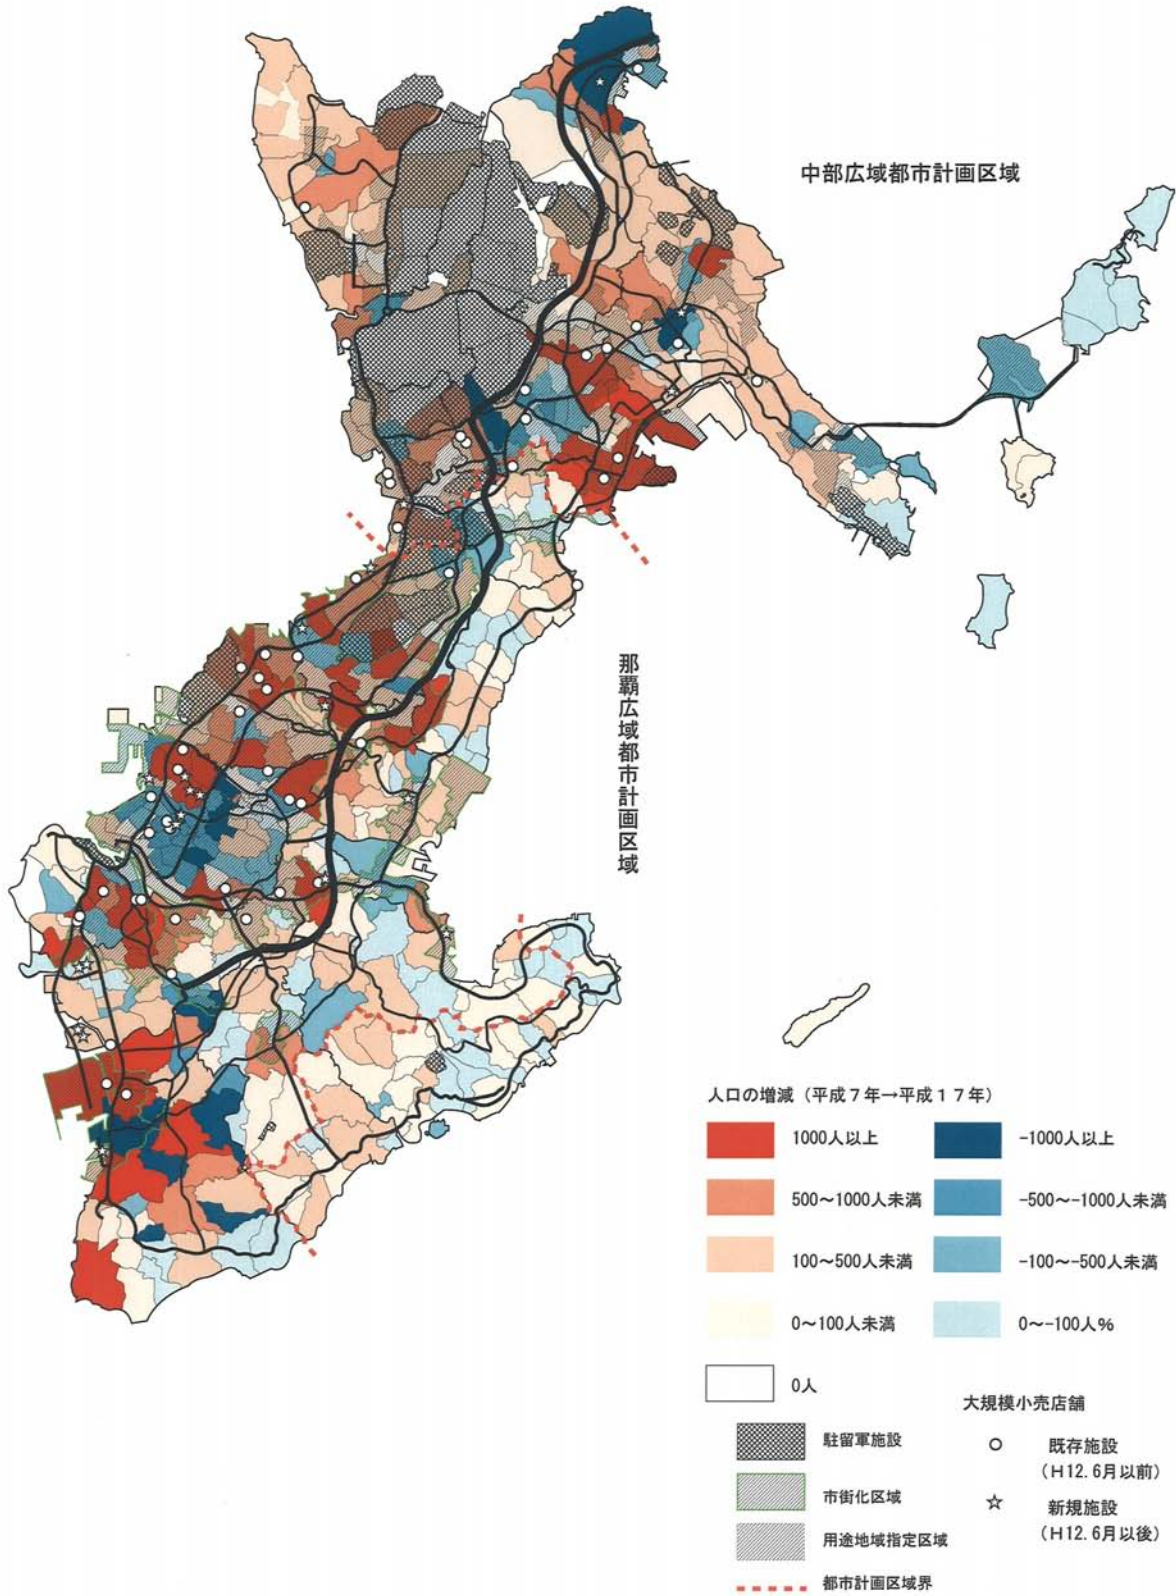 中部広域都市計画区域
那覇広域都市計画区域
人口の増減（平成７年→平成１７年）
1000人以上
-1000人以上
500～1000人未満
-500～-1000人未満
100～500人未満
-100～-500人未満
0～100人未満
0～-100人%
0人
大規模小売店舗
駐留軍施設
既存施設
（H12.6月以前）
市街化区域
新規施設
（H12.6月以後）
用途地域指定区域
都市計画区域界